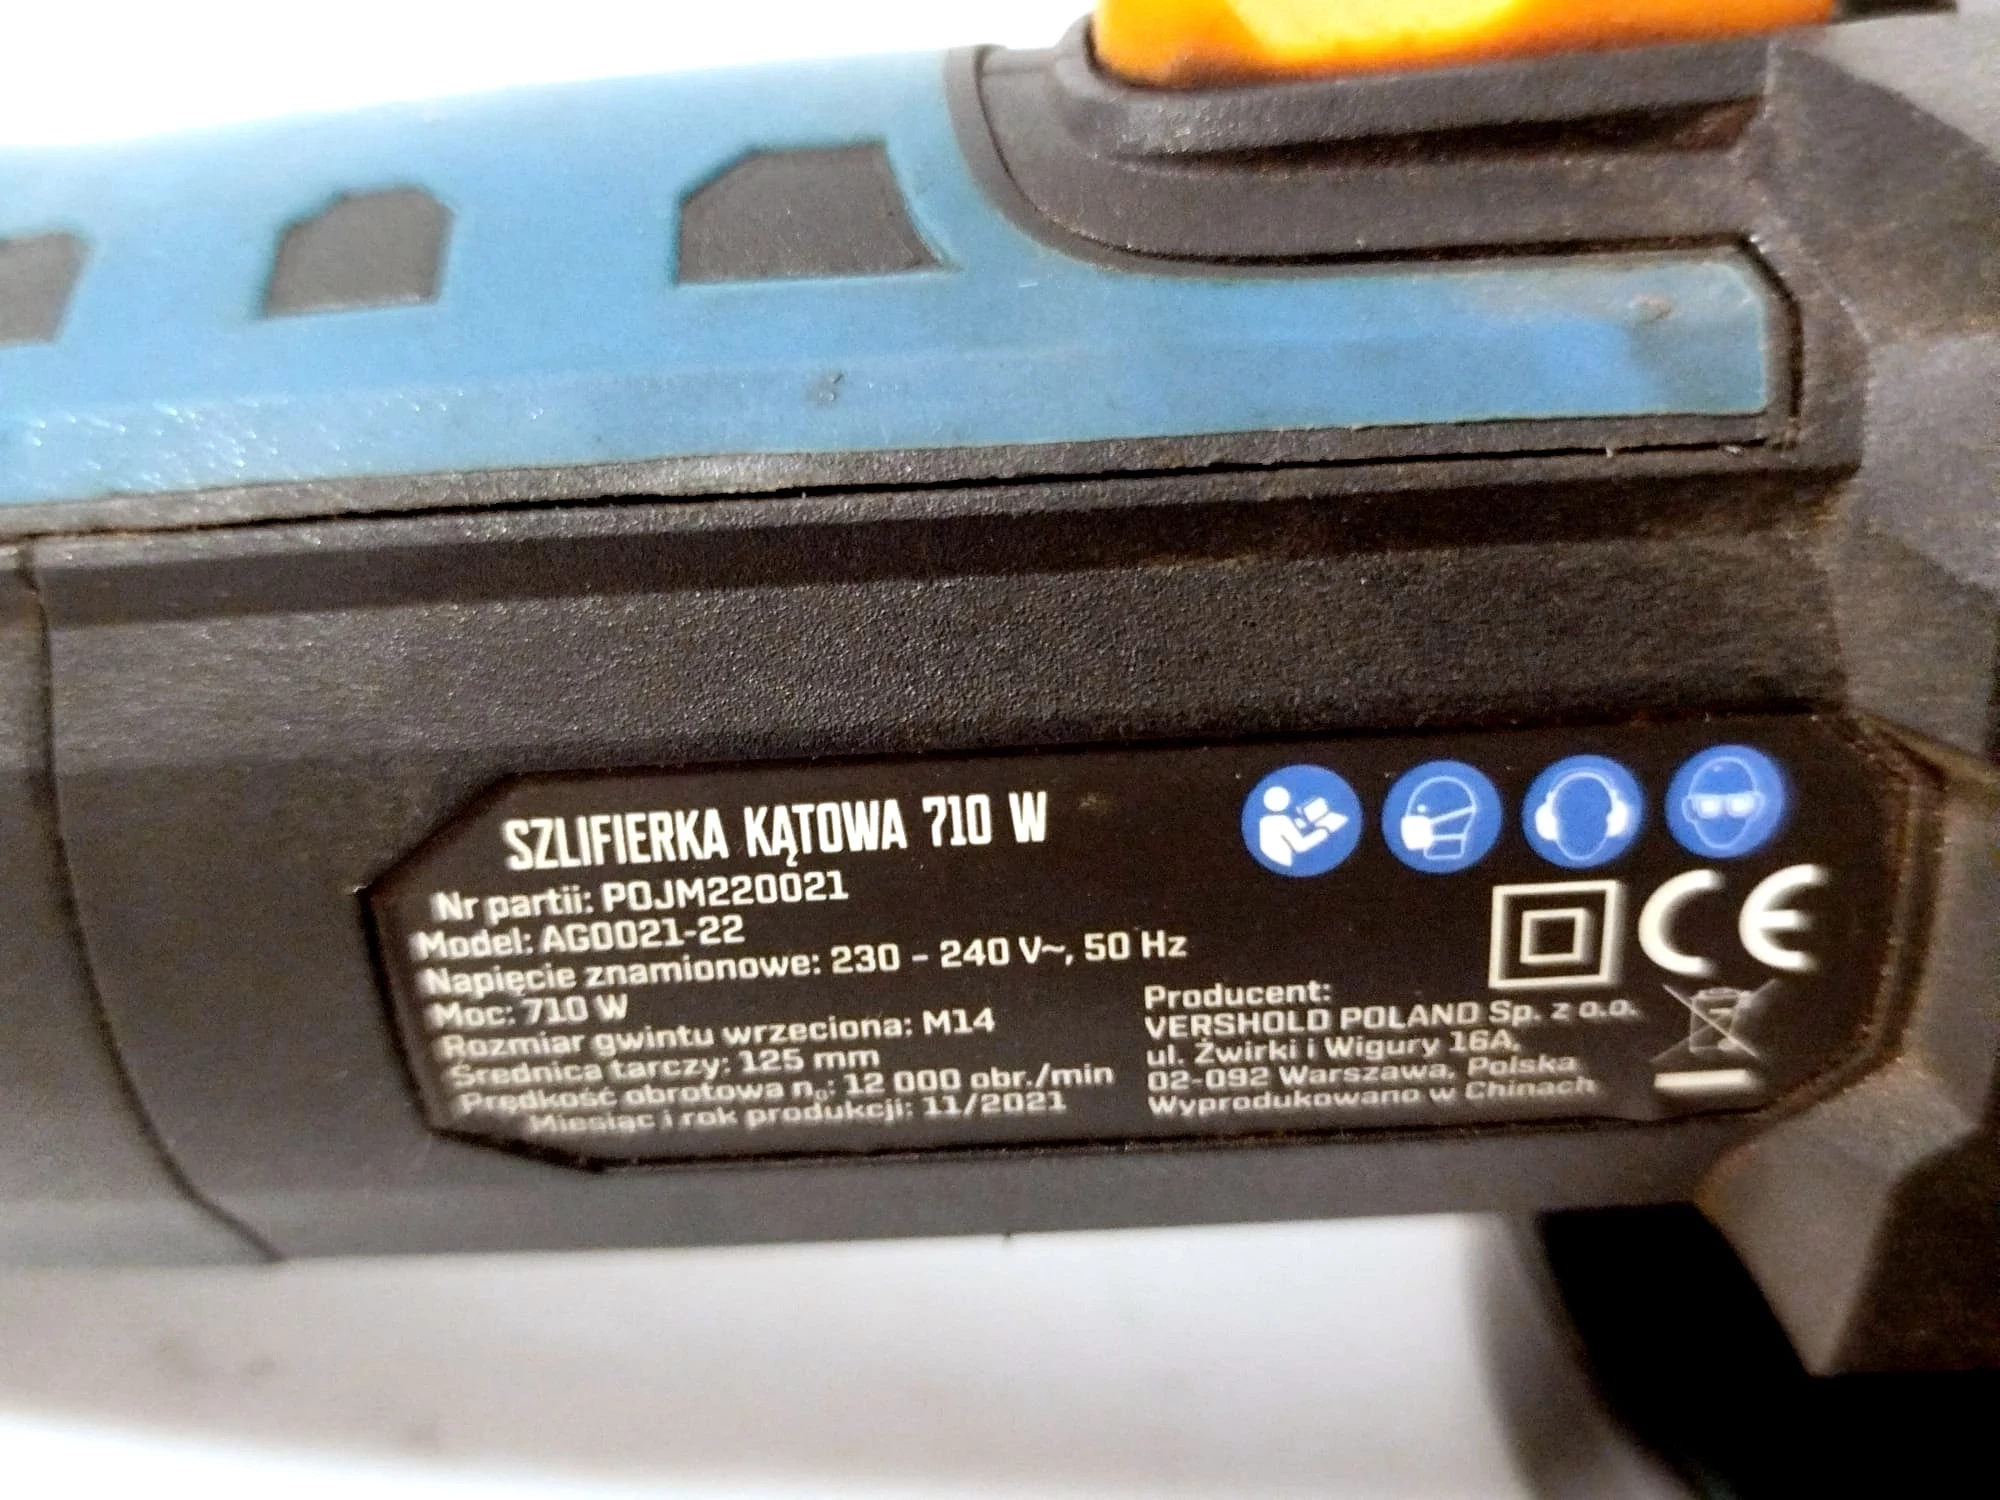 SZLIFIERKA KĄTOWA 710 W
Nr partii: POJM220021
Model: AG0021-22
Napięcie znamionowe: 230 - 240 V~, 50 Hz
Moc: 710 W
Rozmiar gwintu wrzeciona: M14
Średnica tarczy: 125 mm
Prędkość obrotowa n₀: 12 000 obr./min
Miesiąc i rok produkcji: 11/2021
CE
Producent:
VERSHOLD POLAND Sp. z o.o.
ul. Żwirki i Wigury 16A,
02-092 Warszawa, Polska
Wyprodukowano w Chinach